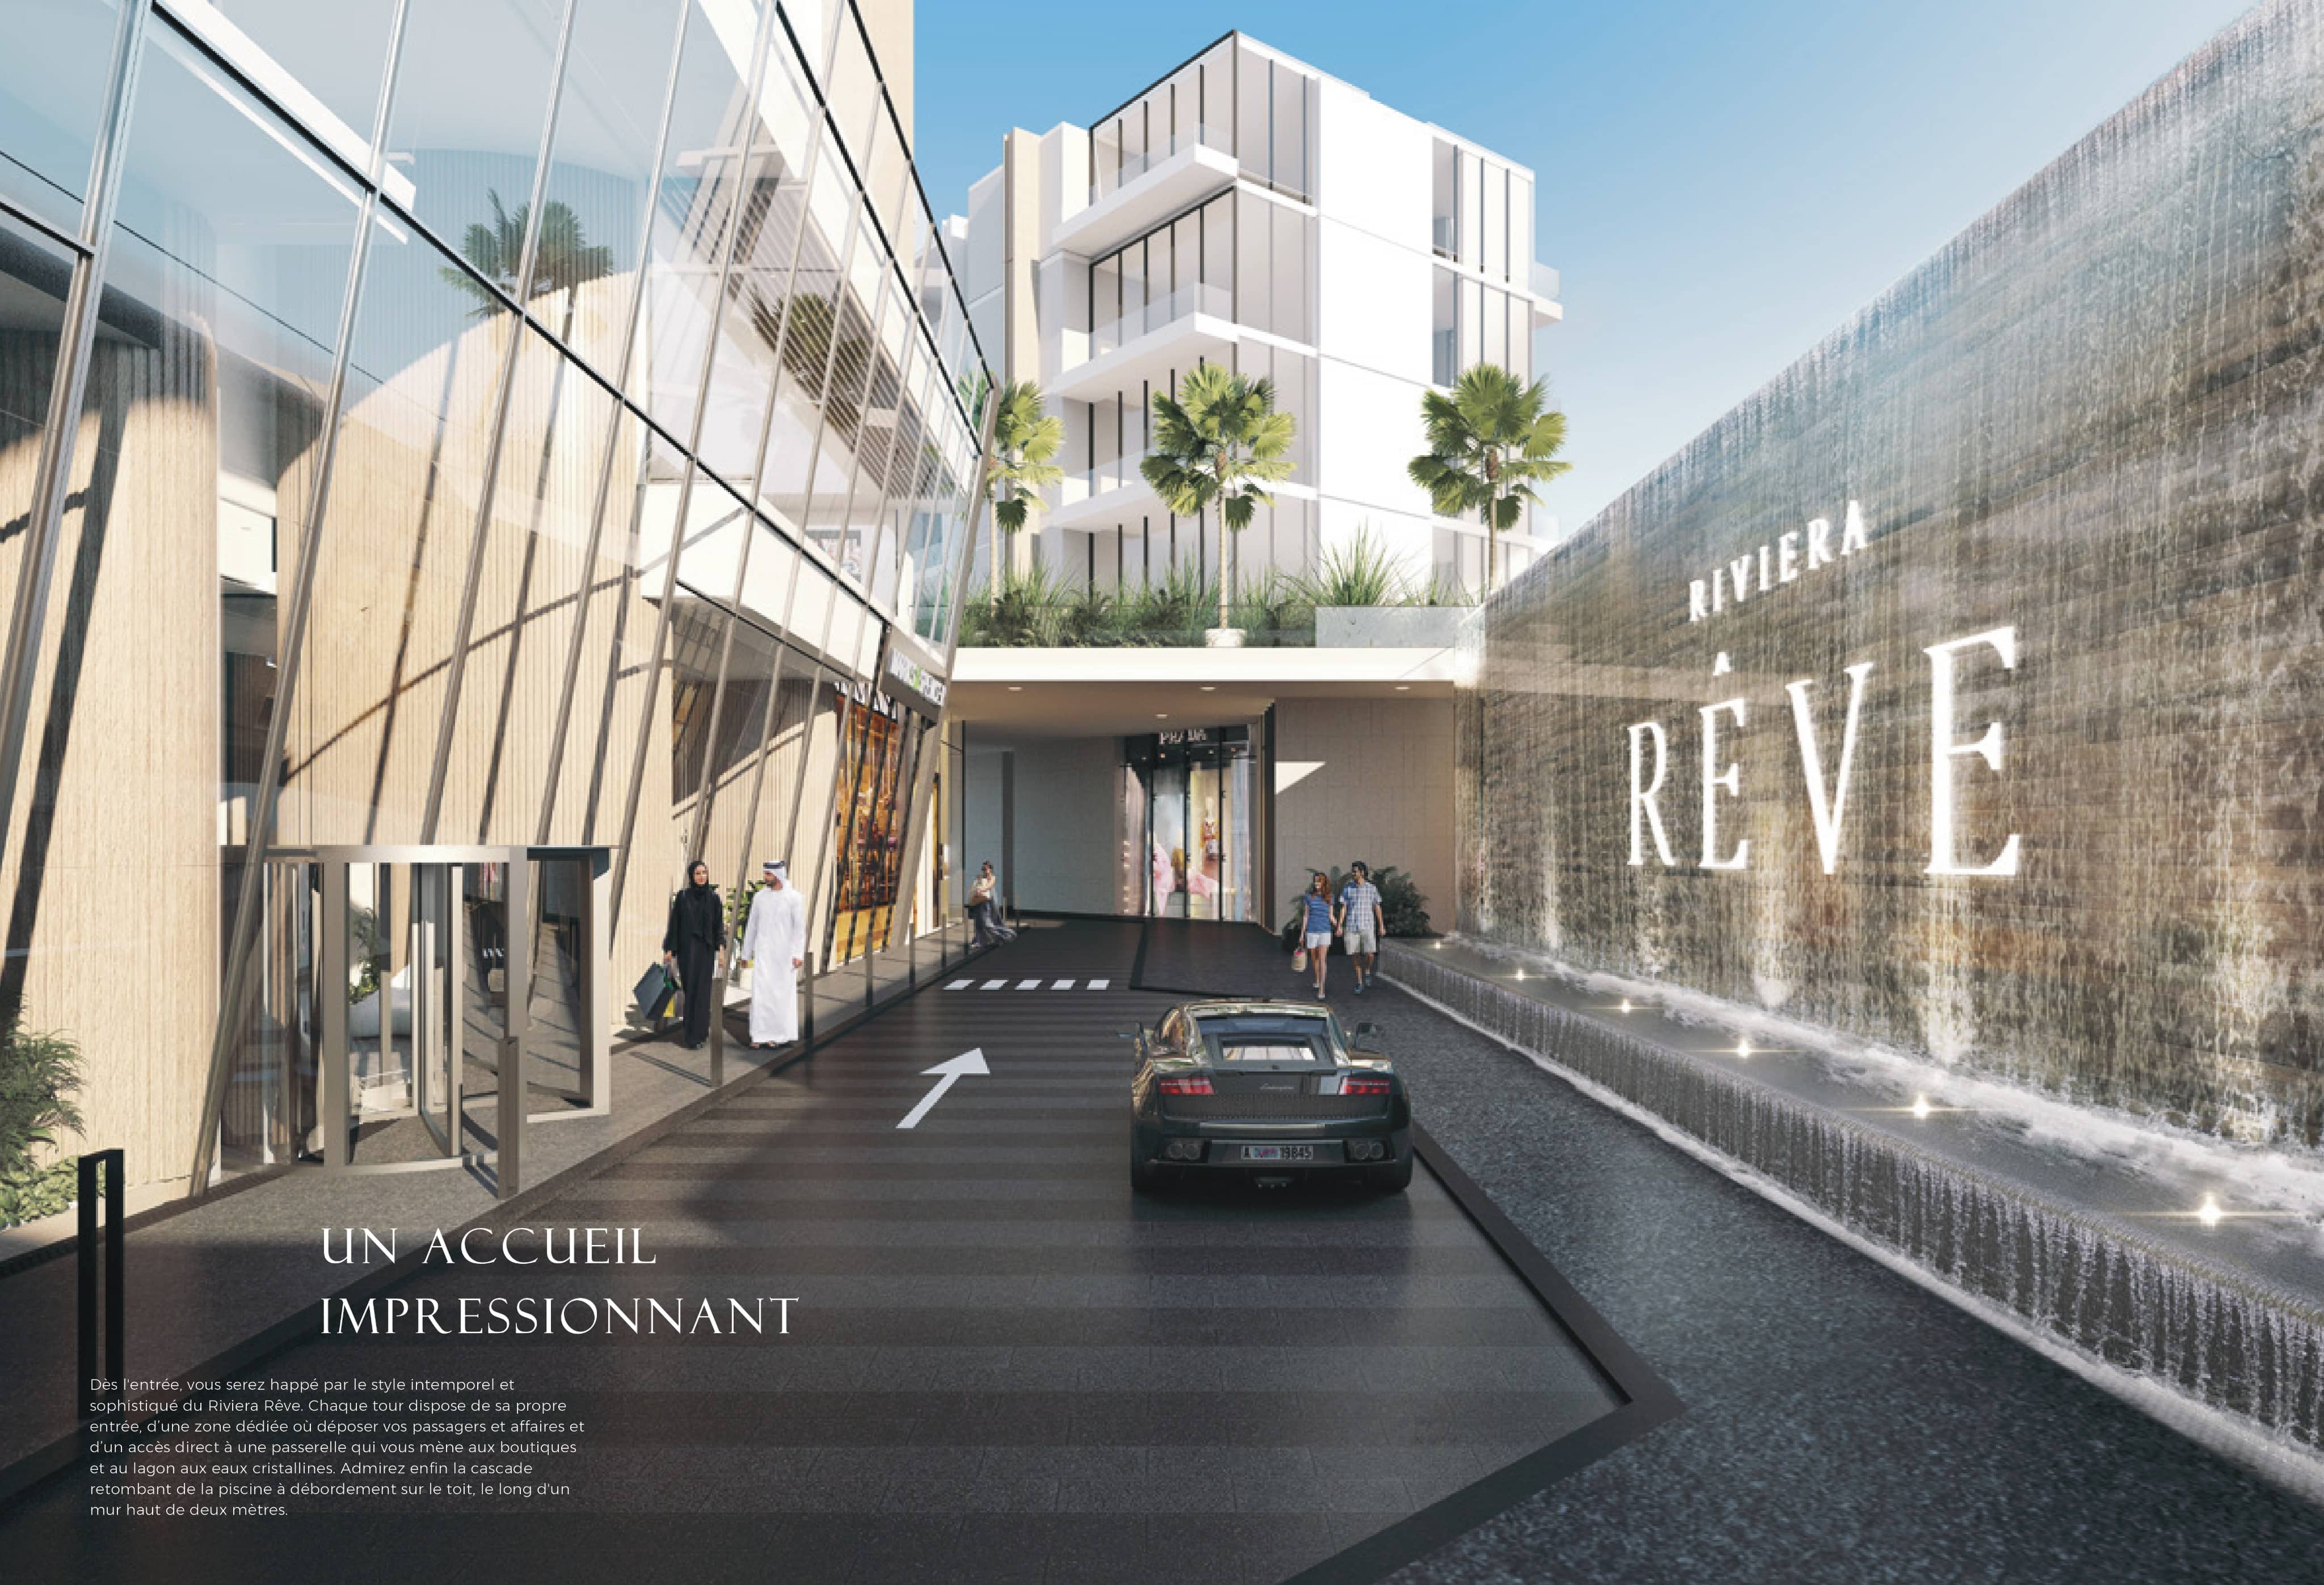 RIVIERA
RÊVE
PRADA
A DUBAI 19845
UN ACCUEIL
IMPRESSIONNANT
Dès l'entrée, vous serez happé par le style intemporel et
sophistiqué du Riviera Rêve. Chaque tour dispose de sa propre
entrée, d'une zone dédiée où déposer vos passagers et affaires et
d'un accès direct à une passerelle qui vous mène aux boutiques
et au lagon aux eaux cristallines. Admirez enfin la cascade
retombant de la piscine à débordement sur le toit, le long d'un
mur haut de deux mètres.